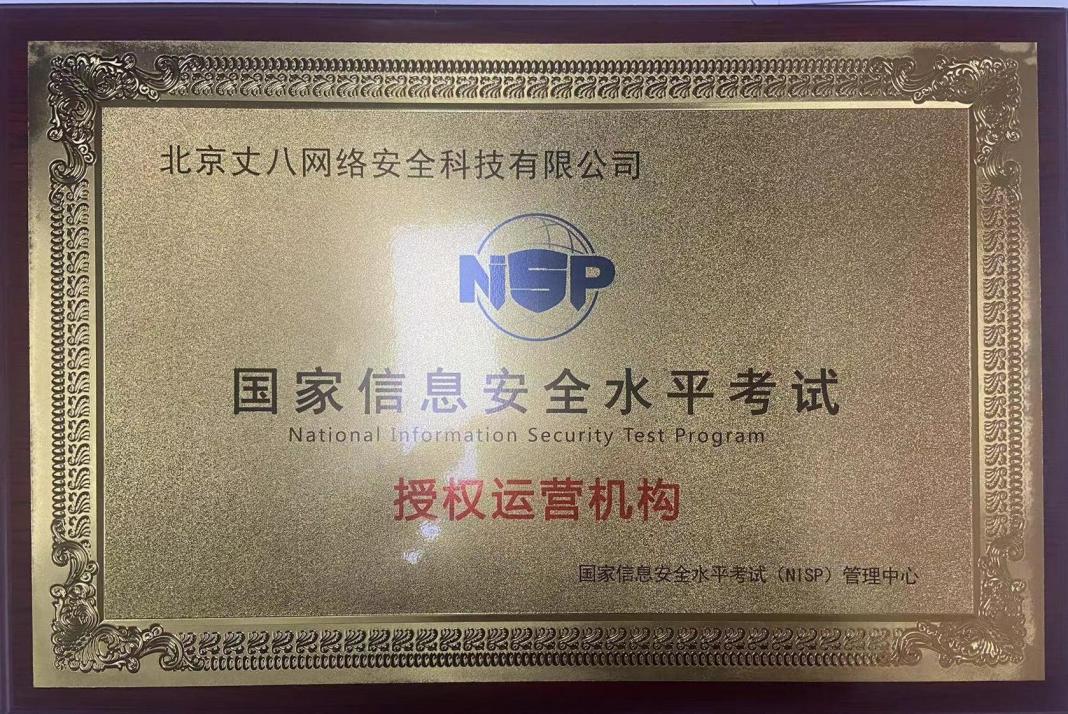 北京丈八网络安全科技有限公司
NISP
国家信息安全水平考试
National Information Security Test Program
授权运营机构
国家信息安全水平考试（NISP）管理中心